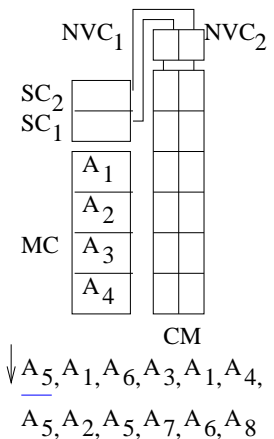 NVC₁ NVC₂
SC₂
SC₁
A₁
A₂
MC A₃
A₄
CM
A₅,A₁,A₆,A₃,A₁,A₄,
A₅,A₂,A₅,A₇,A₆,A₈